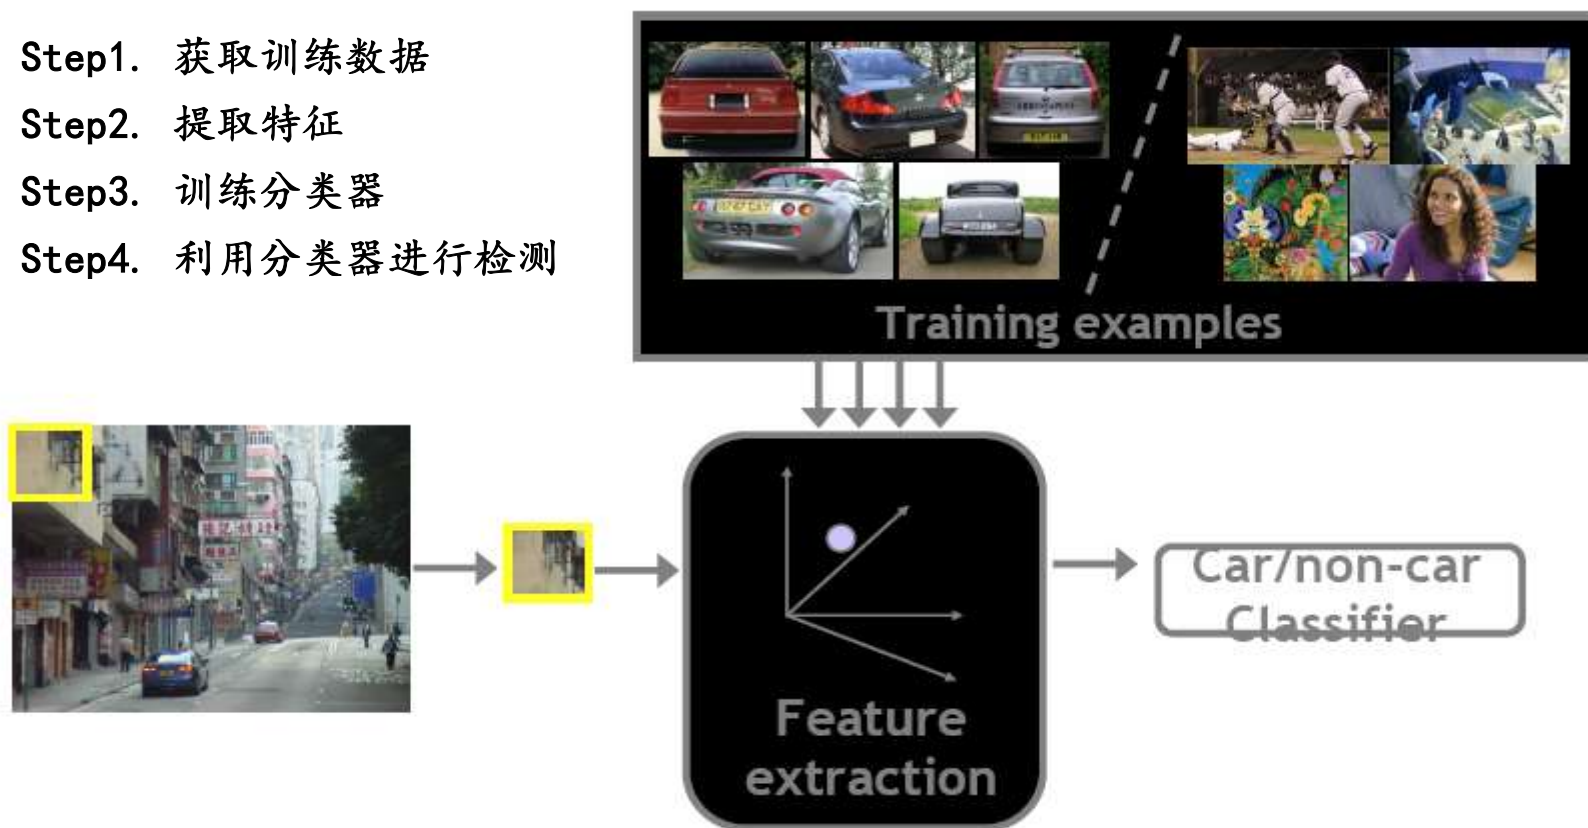 Step1. 获取训练数据
Step2. 提取特征
Step3. 训练分类器
Step4. 利用分类器进行检测
Training examples
Feature
extraction
Car/non-car
Classifier